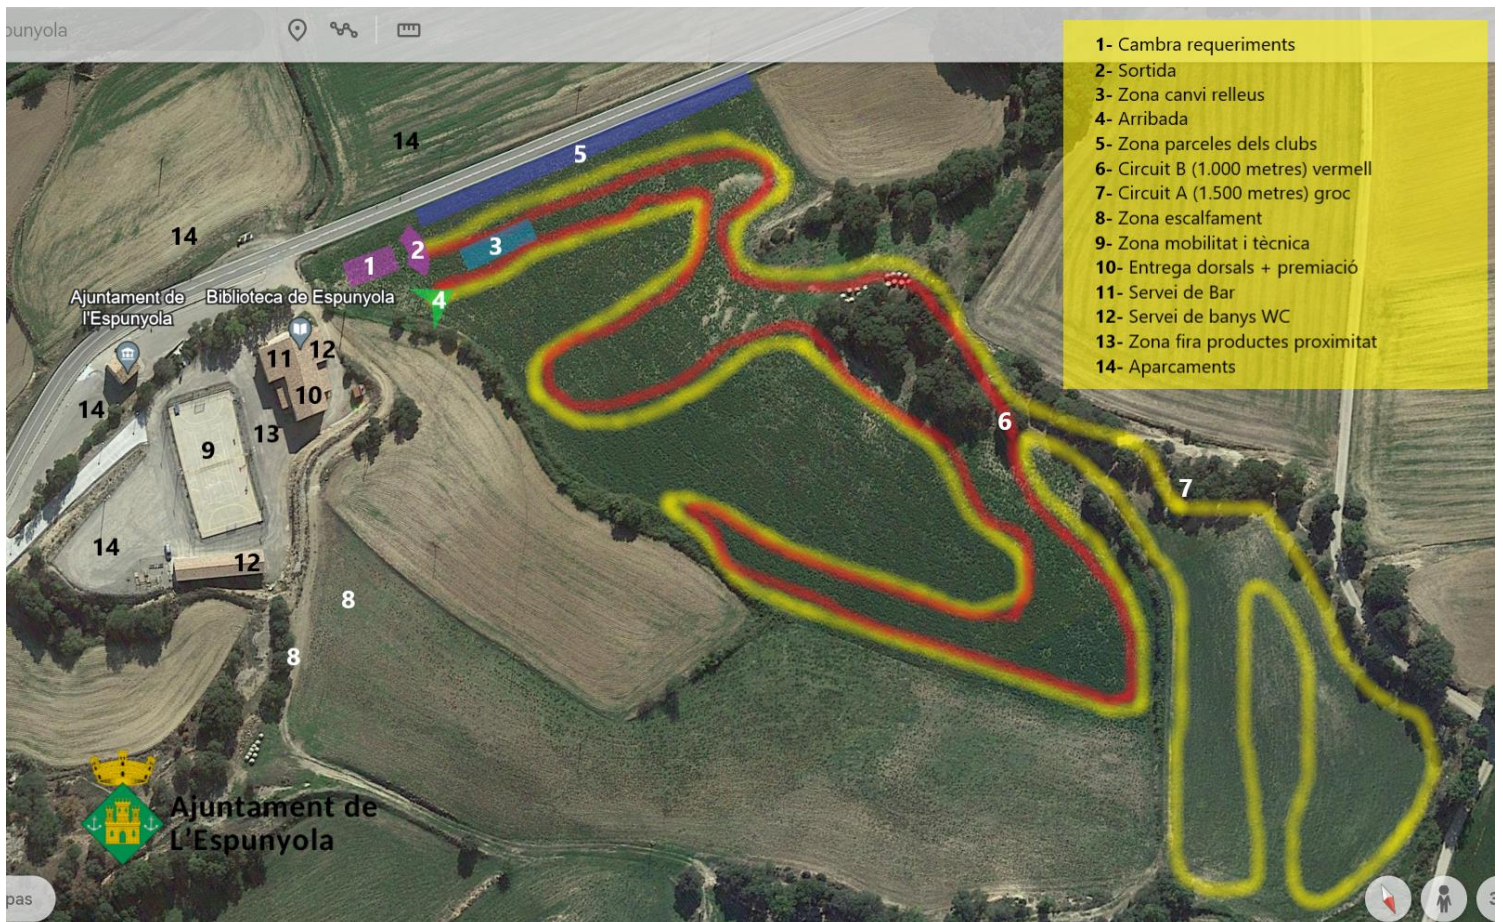 punyola
1- Cambra requeriments
2- Sortida
3- Zona canvi relleus
4- Arribada
5- Zona parceles dels clubs
6- Circuit B (1.000 metres) vermell
7- Circuit A (1.500 metres) groc
8- Zona escalfament
9- Zona mobilitat i tècnica
10- Entrega dorsals + premiació
11- Servei de Bar
12- Servei de banys WC
13- Zona fira productes proximitat
14- Aparcaments
14
5
14
2
3
1
4
Ajuntament de
l'Espunyola
Biblioteca de Espunyola
11
12
10
14
13
9
6
7
14
12
8
8
Ajuntament de
L'Espunyola
pas
3